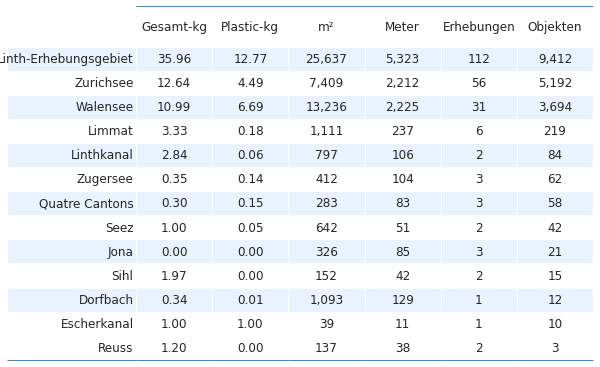 Gesamt-kg Plastic-kg m² Meter Erhebungen Objekten
Linth-Erhebungsgebiet 35.96 12.77 25,637 5,323 112 9,412
Zurichsee 12.64 4.49 7,409 2,212 56 5,192
Walensee 10.99 6.69 13,236 2,225 31 3,694
Limmat 3.33 0.18 1,111 237 6 219
Linthkanal 2.84 0.06 797 106 2 84
Zugersee 0.35 0.14 412 104 3 62
Quatre Cantons 0.30 0.15 283 83 3 58
Seez 1.00 0.05 642 51 2 42
Jona 0.00 0.00 326 85 3 21
Sihl 1.97 0.00 152 42 2 15
Dorfbach 0.34 0.01 1,093 129 1 12
Escherkanal 1.00 1.00 39 11 1 10
Reuss 1.20 0.00 137 38 2 3